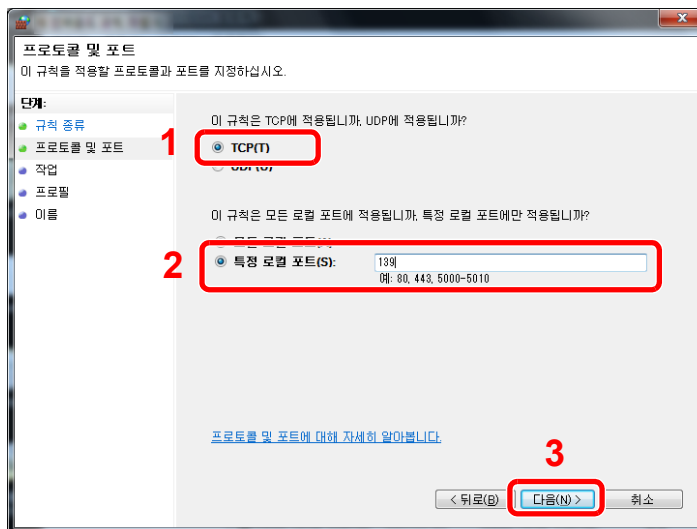 프로토콜 및 포트
이 규칙을 적용할 프로토콜과 포트를 지정하십시오.
단계:
규칙 종류
프로토콜 및 포트
작업
프로필
이름
이 규칙은 TCP에 적용됩니까, UDP에 적용됩니까?
1
TCP(T)
UDP(U)
이 규칙은 모든 로컬 포트에 적용됩니까, 특정 로컬 포트에만 적용됩니까?
2
특정 로컬 포트(S):
139
예: 80, 443, 5000-5010
프로토콜 및 포트에 대해 자세히 알아봅니다.
3
< 뒤로(B) 다음(N) > 취소